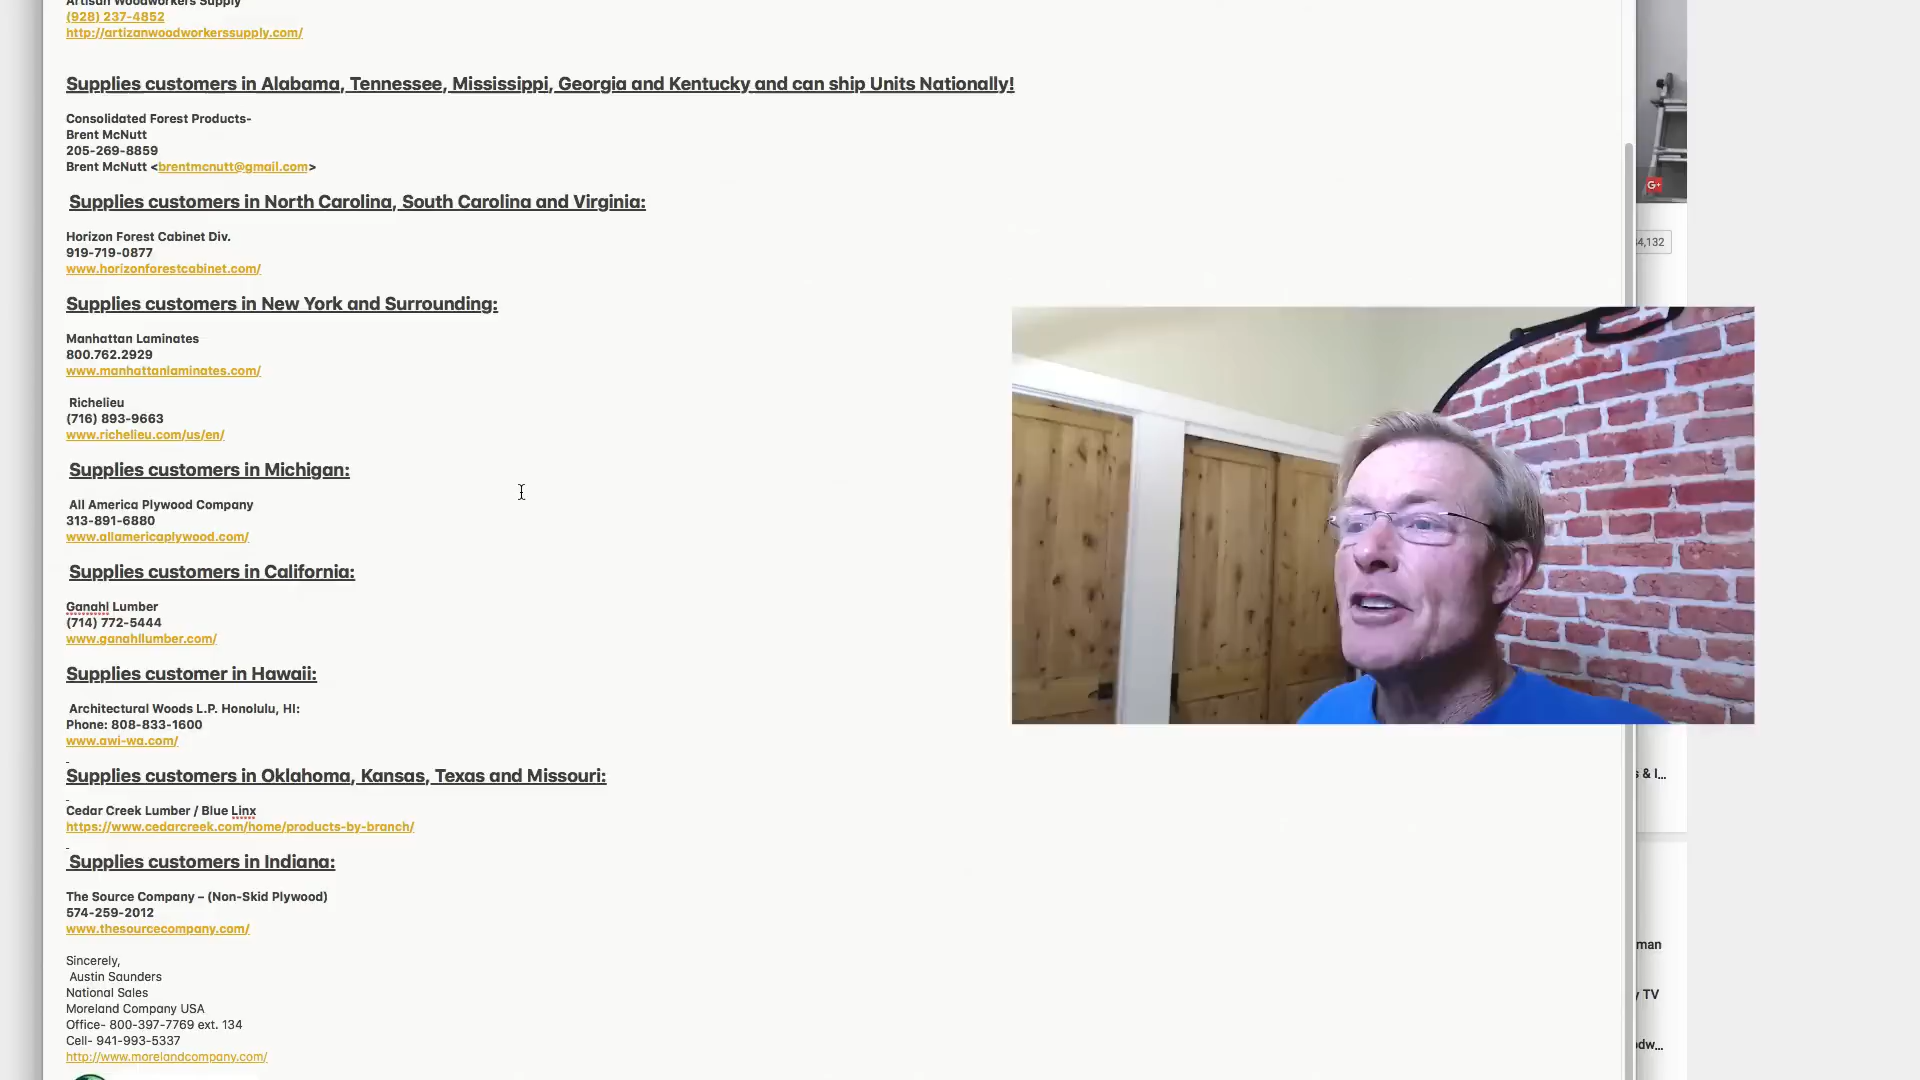 Artisan Woodworkers Supply
(928) 237-4852
http://artizanwoodworkerssupply.com/
Supplies customers in Alabama, Tennessee, Mississippi, Georgia and Kentucky and can ship Units Nationally!
Consolidated Forest Products-
Brent McNutt
205-269-8859
Brent McNutt <brentmcnutt@gmail.com>
Supplies customers in North Carolina, South Carolina and Virginia:
Horizon Forest Cabinet Div.
919-719-0877
www.horizonforestcabinet.com/
Supplies customers in New York and Surrounding:
Manhattan Laminates
800.762.2929
www.manhattanlaminates.com/
Richelieu
(716) 893-9663
www.richelieu.com/us/en/
Supplies customers in Michigan:
All America Plywood Company
313-891-6880
www.allamericaplywood.com/
Supplies customers in California:
Ganahl Lumber
(714) 772-5444
www.ganahllumber.com/
Supplies customer in Hawaii:
Architectural Woods L.P. Honolulu, HI:
Phone: 808-833-1600
www.awi-wa.com/
Supplies customers in Oklahoma, Kansas, Texas and Missouri:
Cedar Creek Lumber / Blue Linx
https://www.cedarcreek.com/home/products-by-branch/
Supplies customers in Indiana:
The Source Company – (Non-Skid Plywood)
574-259-2012
www.thesourcecompany.com/
Sincerely,
Austin Saunders
National Sales
Moreland Company USA
Office- 800-397-7769 ext. 134
Cell- 941-993-5337
http://www.morelandcompany.com/
G+
4,132
s & I...
man
y TV
odw...